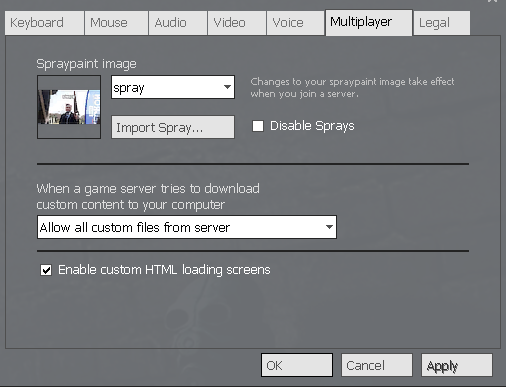 Keyboard Mouse Audio Video Voice Multiplayer Legal
Spraypaint image
spray
Changes to your spraypaint image take effect
when you join a server.
Import Spray...
Disable Sprays
When a game server tries to download
custom content to your computer
Allow all custom files from server
Enable custom HTML loading screens
OK Cancel Apply